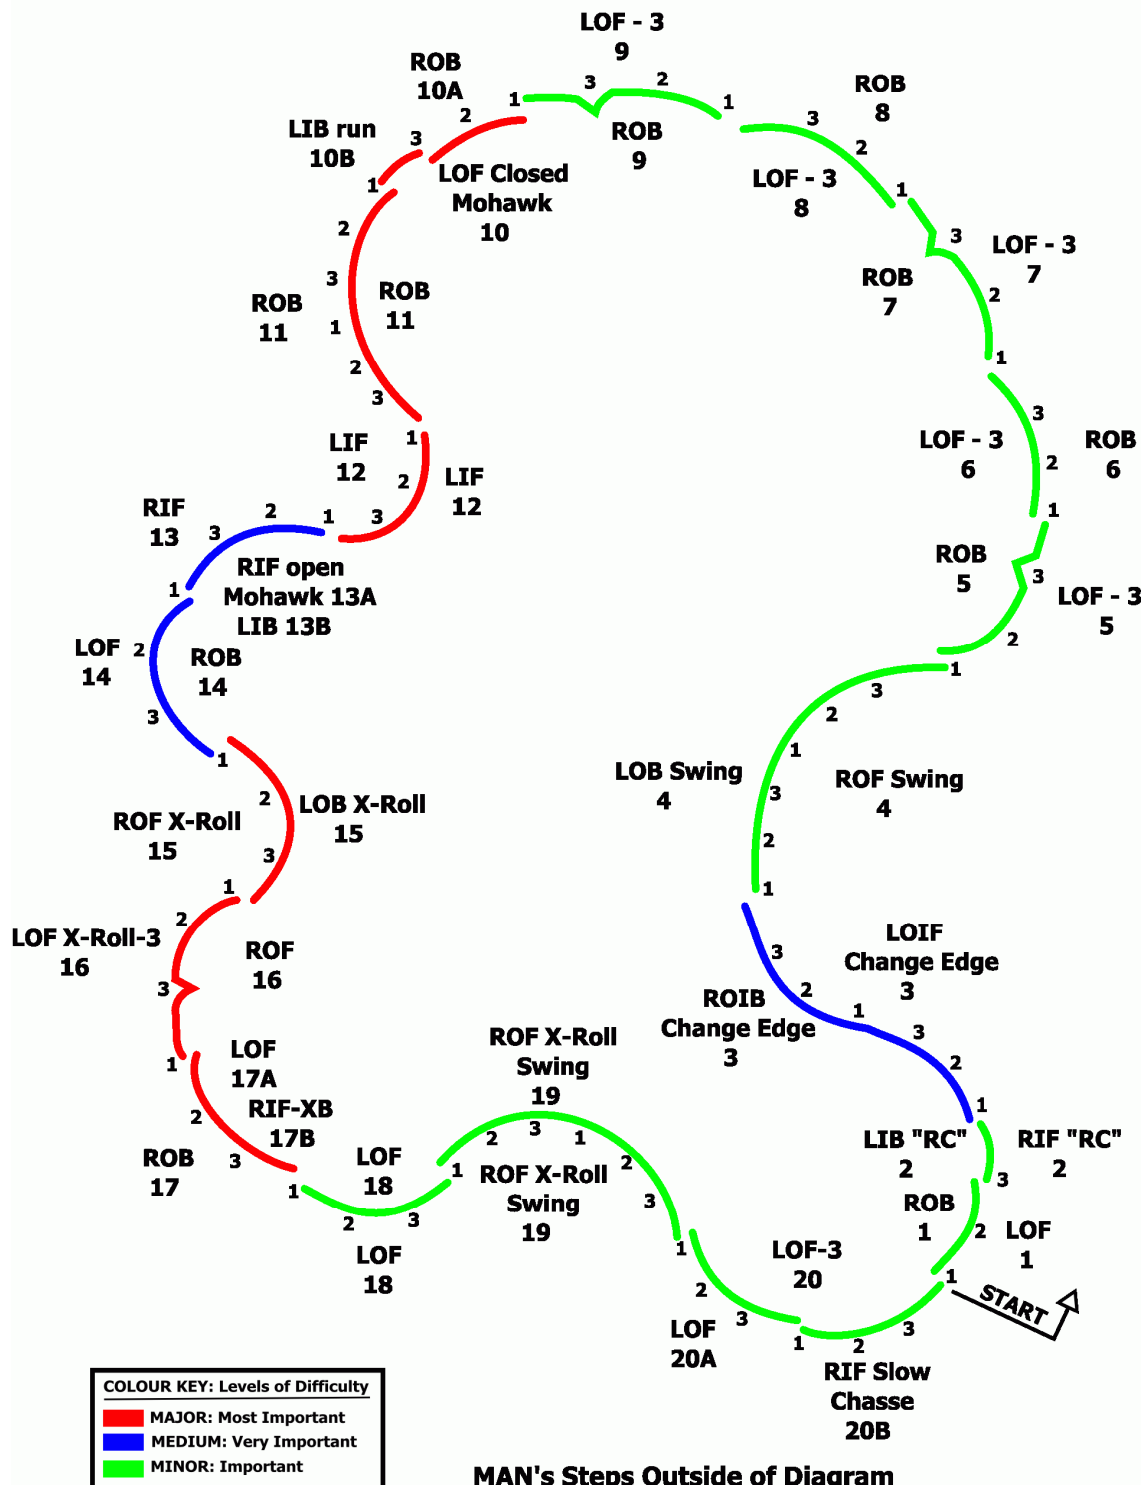 LOF - 3
9
3
2
1
1
ROB
9
ROB
10A
2
3
LIB run
10B
1
LOF Closed
Mohawk
10
ROB
8
3
2
1
LOF - 3
8
3
LOF - 3
7
2
1
ROB
7
2
3
1
2
3
ROB
11
ROB
11
3
2
1
LOF - 3
6
ROB
6
LIF
12
1
2
3
LIF
12
RIF
13
3
2
1
RIF open
Mohawk 13A
LIB 13B
1
2
3
1
LOF
14
ROB
14
ROB
5
3
2
1
LOF - 3
5
3
2
1
3
2
1
LOB Swing
4
ROF Swing
4
ROF X-Roll
15
2
3
1
LOB X-Roll
15
LOF X-Roll-3
16
2
3
1
ROF
16
LOIF
Change Edge
3
3
2
1
3
2
1
ROIB
Change Edge
3
LOF
17A
RIF-XB
17B
2
3
1
ROB
17
ROF X-Roll
Swing
19
2
3
1
2
3
1
1
ROF X-Roll
Swing
19
LOF
18
2
3
LOF
18
LIB "RC"
2
RIF "RC"
2
3
ROB
1
2
LOF
1
1
START
LOF-3
20
2
3
1
2
3
LOF
20A
RIF Slow
Chasse
20B
COLOUR KEY: Levels of Difficulty
MAJOR: Most Important
MEDIUM: Very Important
MINOR: Important
MAN's Steps Outside of Diagram